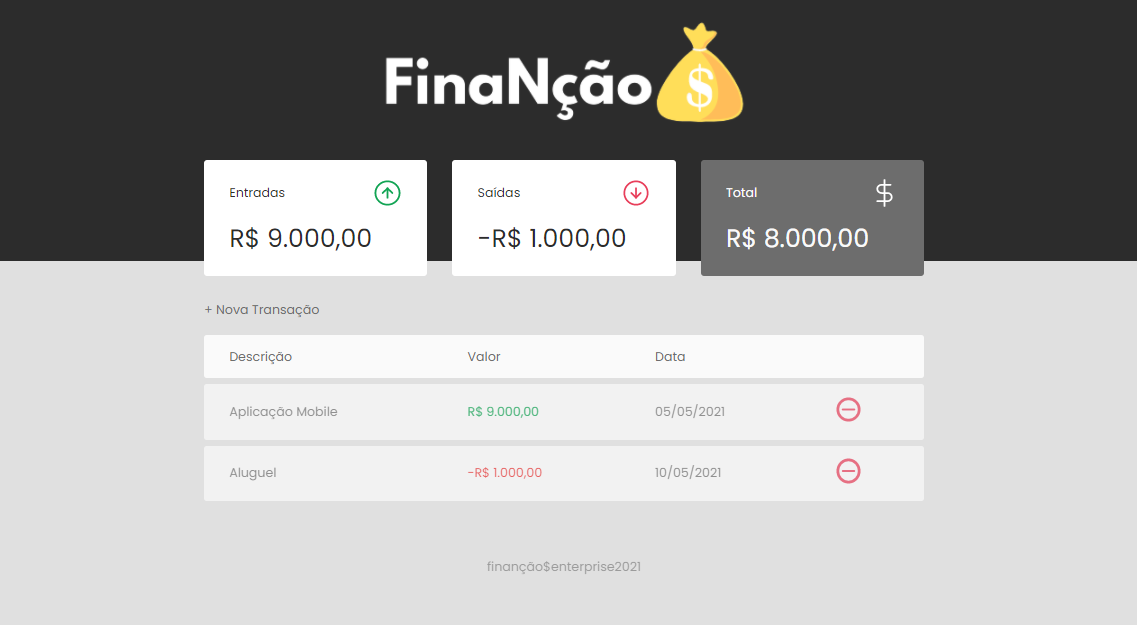 FinaNção
$
Entradas
R$ 9.000,00
Saídas
-R$ 1.000,00
Total
$
R$ 8.000,00
+ Nova Transação
Descrição Valor Data
Aplicação Mobile R$ 9.000,00 05/05/2021
Aluguel -R$ 1.000,00 10/05/2021
finanção$enterprise2021